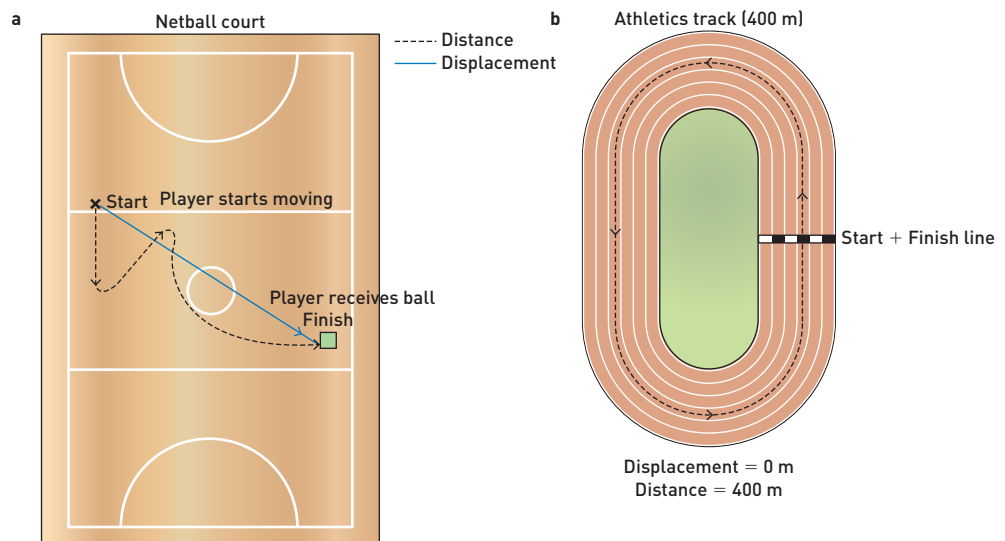 a
Netball court
Distance
Displacement
Start
Player starts moving
Player receives ball
Finish
b
Athletics track (400 m)
Start + Finish line
Displacement = 0 m
Distance = 400 m